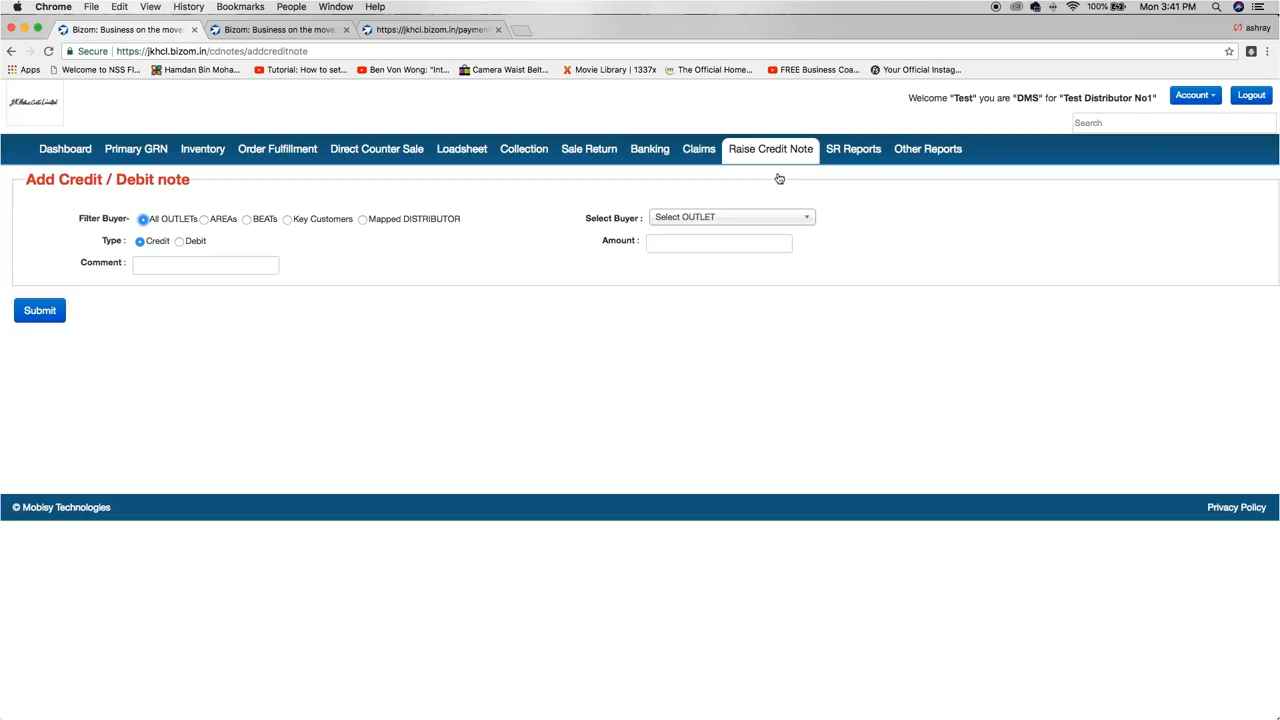 Chrome File Edit View History Bookmarks People Window Help 100% Mon 3:41 PM
Bizom: Business on the move: Bizom: Business on the move. https://jkhcl.bizom.in/payment ashray
Secure https://jkhcl.bizom.in/cdnotes/addcreditnote
Apps Welcome to NSS Fl... Hamdan Bin Moha... Tutorial: How to set... Ben Von Wong: "Int... Camera Waist Belt... Movie Library | 1337x The Official Home... FREE Business Coa... Your Official Instag...
Welcome "Test" you are "DMS" for "Test Distributor No1" Account Logout
Search
Dashboard Primary GRN Inventory Order Fulfillment Direct Counter Sale Loadsheet Collection Sale Return Banking Claims Raise Credit Note SR Reports Other Reports
Add Credit / Debit note
Filter Buyer- All OUTLETs AREAs BEATs Key Customers Mapped DISTRIBUTOR Select Buyer : Select OUTLET
Type : Credit Debit Amount :
Comment :
Submit
© Mobisy Technologies Privacy Policy